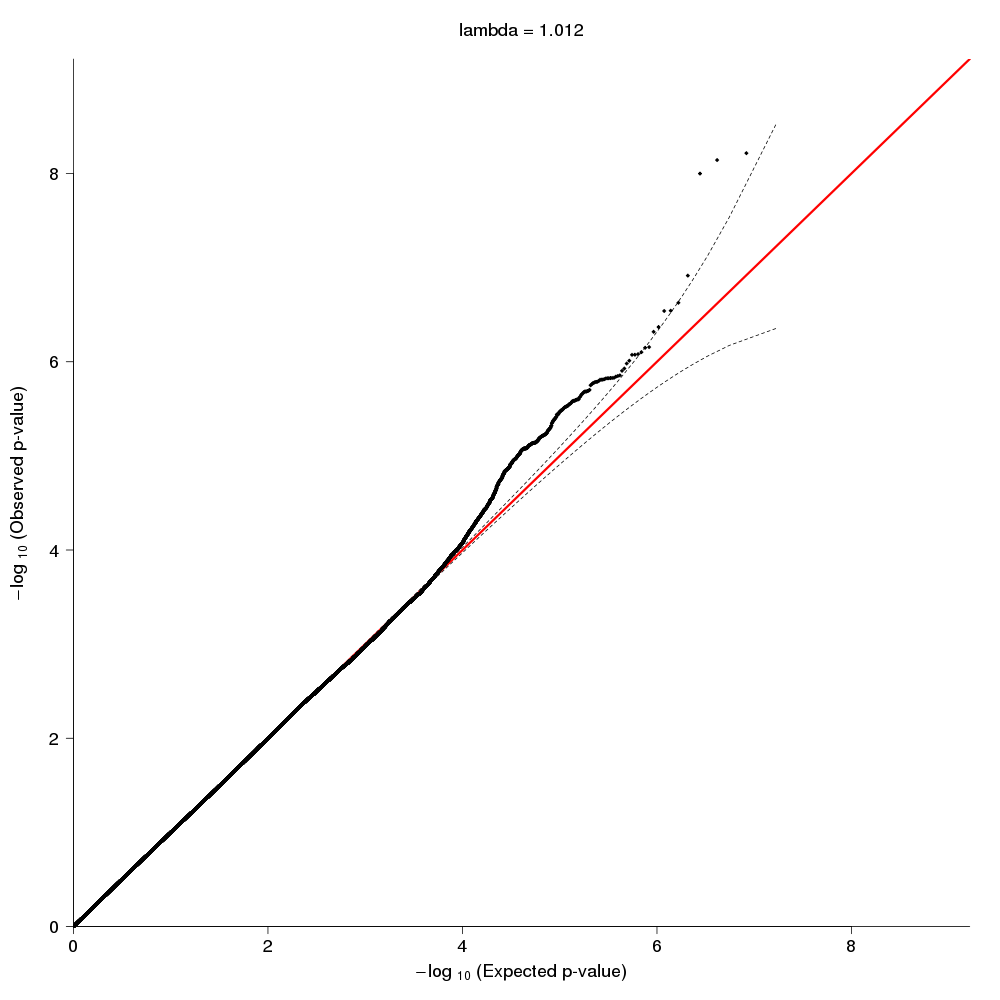 lambda = 1.012
−log 10 (Observed p-value)
8
6
4
2
0
0 2 4 6 8
−log 10 (Expected p-value)